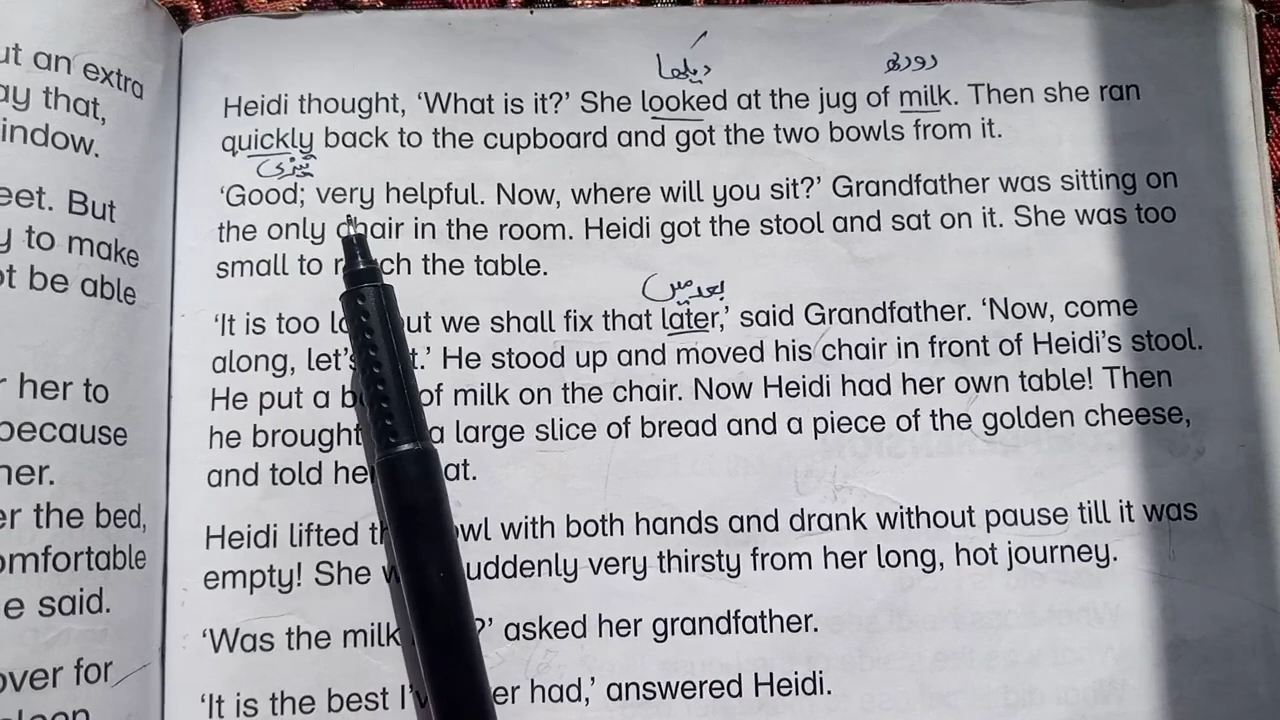 ut an extra
ay that,
indow.
eet. But
y to make
ot be able
r her to
because
ner.
er the bed,
omfortable
e said.
over for
دیکھا دودھ
Heidi thought, ‘What is it?’ She looked at the jug of milk. Then she ran
quickly back to the cupboard and got the two bowls from it.
تیزی
‘Good; very helpful. Now, where will you sit?’ Grandfather was sitting on
the only chair in the room. Heidi got the stool and sat on it. She was too
small to r ch the table.
بعد میں
‘It is too lo ut we shall fix that later,’ said Grandfather. ‘Now, come
along, let’s t.’ He stood up and moved his chair in front of Heidi’s stool.
He put a b of milk on the chair. Now Heidi had her own table! Then
he brought a large slice of bread and a piece of the golden cheese,
and told he at.
Heidi lifted th owl with both hands and drank without pause till it was
empty! She w uddenly very thirsty from her long, hot journey.
‘Was the milk ?’ asked her grandfather.
‘It is the best I’v er had,’ answered Heidi.